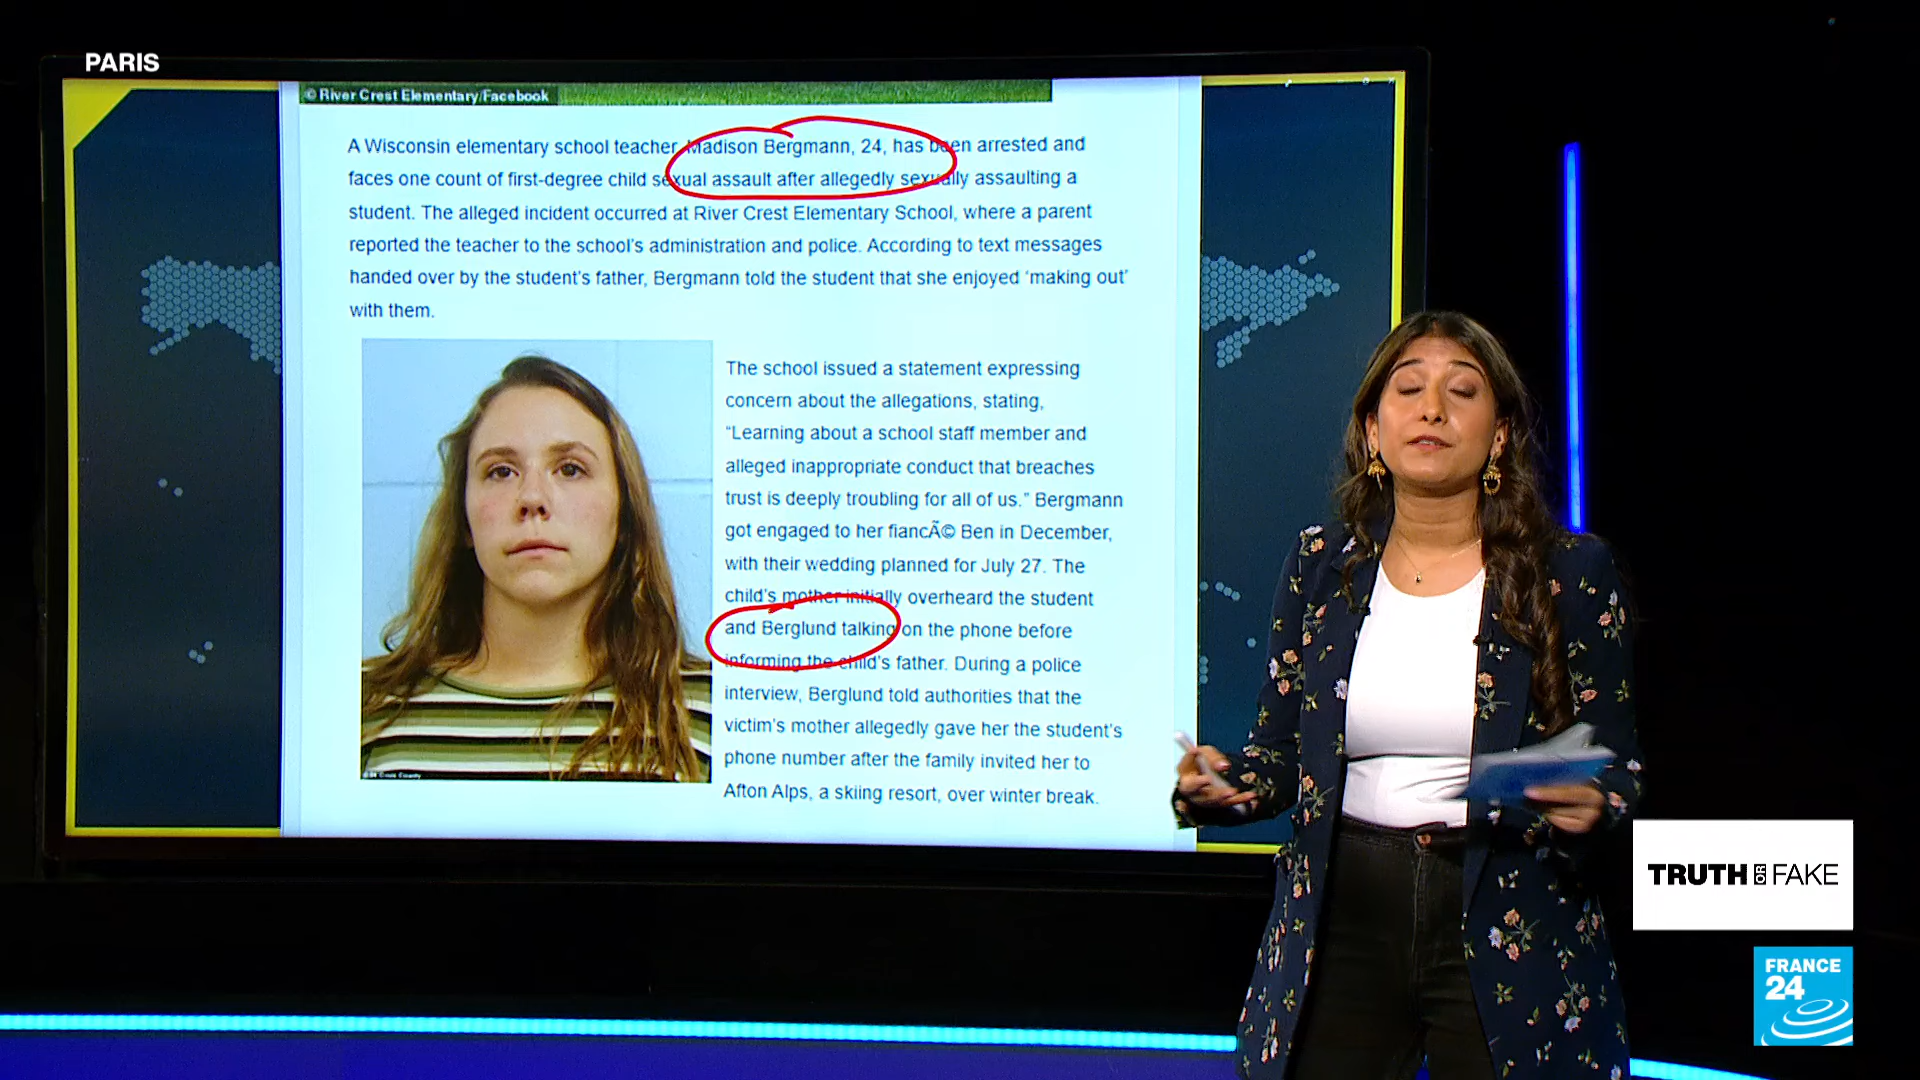 PARIS
© River Crest Elementary/Facebook
A Wisconsin elementary school teacher, Madison Bergmann, 24, has been arrested and
faces one count of first-degree child sexual assault after allegedly sexually assaulting a
student. The alleged incident occurred at River Crest Elementary School, where a parent
reported the teacher to the school's administration and police. According to text messages
handed over by the student's father, Bergmann told the student that she enjoyed 'making out'
with them.
The school issued a statement expressing
concern about the allegations, stating,
"Learning about a school staff member and
alleged inappropriate conduct that breaches
trust is deeply troubling for all of us." Bergmann
got engaged to her fiancÃ© Ben in December,
with their wedding planned for July 27. The
child's mother initially overheard the student
and Berglund talking on the phone before
informing the child's father. During a police
interview, Berglund told authorities that the
victim's mother allegedly gave her the student's
phone number after the family invited her to
Afton Alps, a skiing resort, over winter break.
TRUTH OR FAKE
FRANCE
24